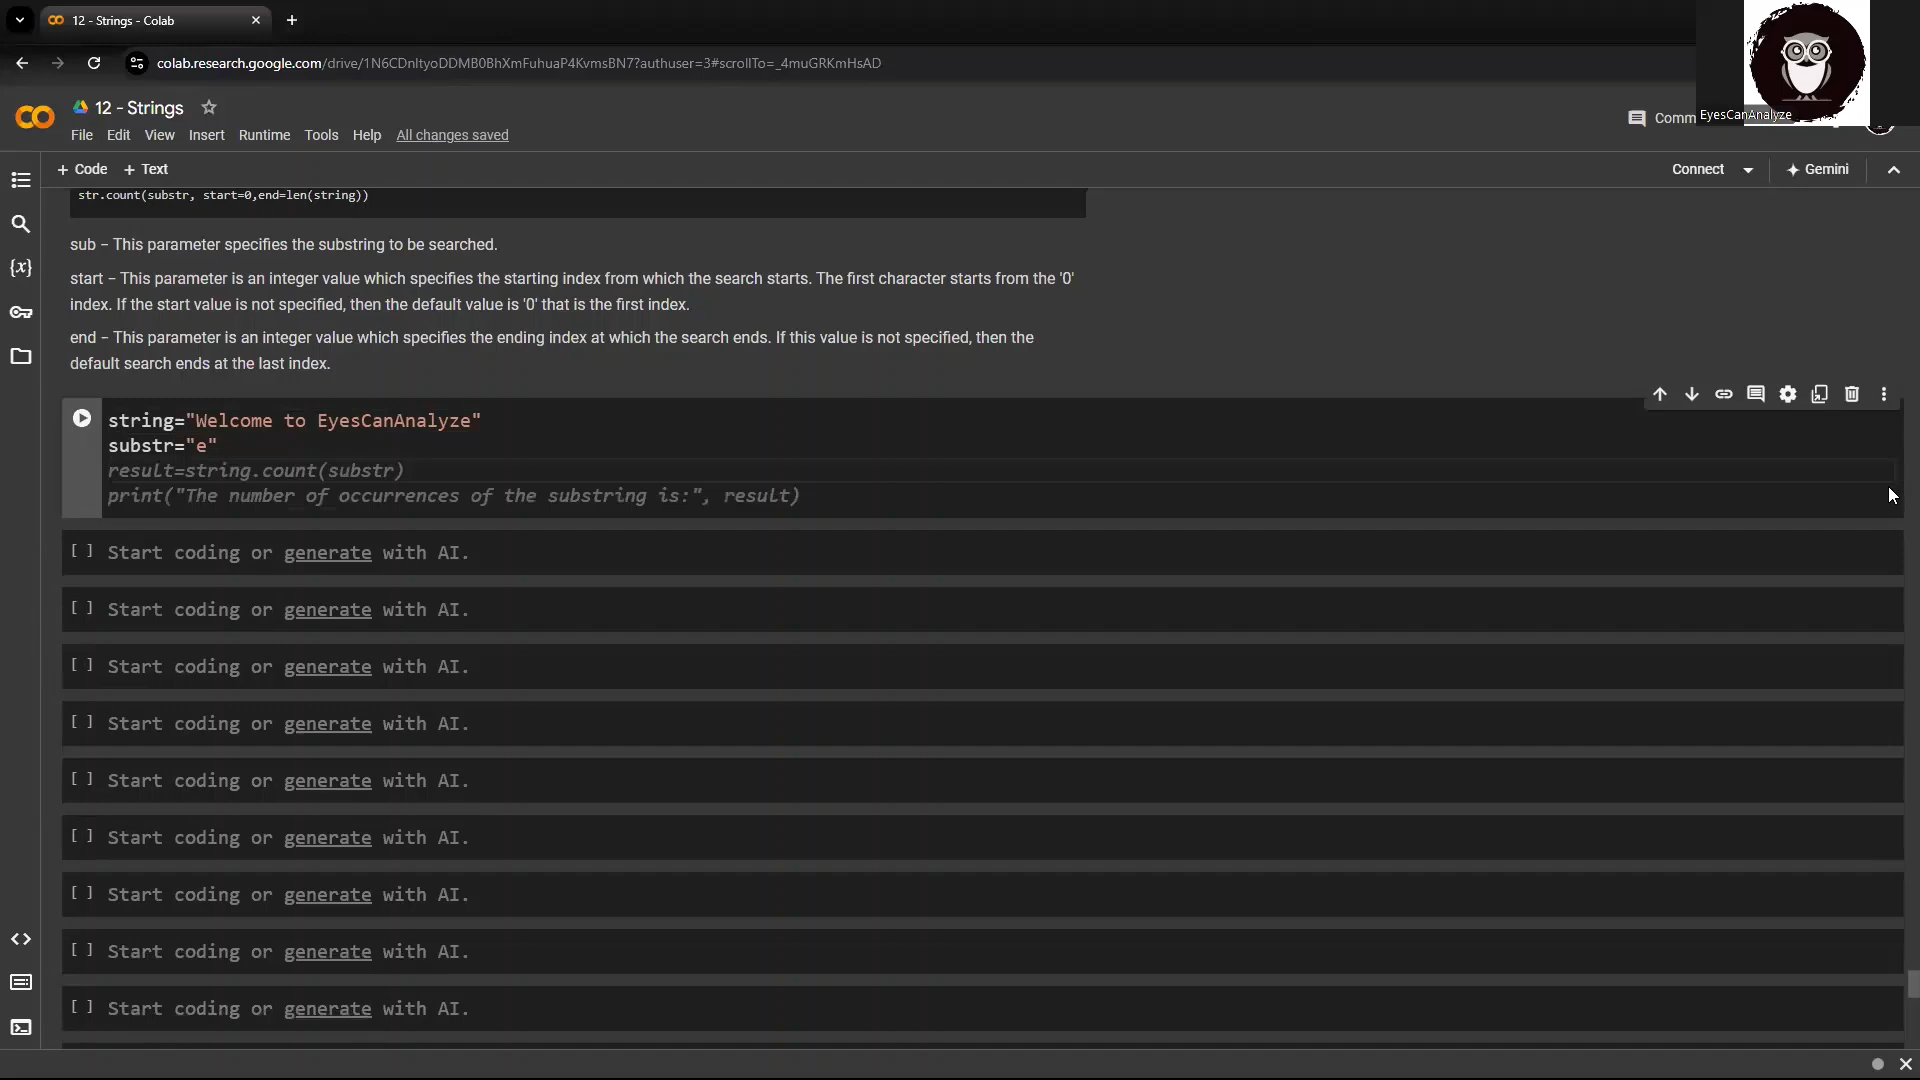 12 - Strings - Colab
colab.research.google.com/drive/1N6CDnItyoDDMB0BhXmFuhuaP4KvmsBN7?authuser=3#scrollTo=_4muGRKmHsAD
12 - Strings
File Edit View Insert Runtime Tools Help All changes saved
Comm
EyesCanAnalyze
+ Code + Text
Connect
Gemini
str.count(substr, start=0,end=len(string))
sub – This parameter specifies the substring to be searched.
start – This parameter is an integer value which specifies the starting index from which the search starts. The first character starts from the '0'
index. If the start value is not specified, then the default value is '0' that is the first index.
end – This parameter is an integer value which specifies the ending index at which the search ends. If this value is not specified, then the
default search ends at the last index.
string="Welcome to EyesCanAnalyze"
substr="e"
result=string.count(substr)
print("The number of occurrences of the substring is:", result)
[ ] Start coding or generate with AI.
[ ] Start coding or generate with AI.
[ ] Start coding or generate with AI.
[ ] Start coding or generate with AI.
[ ] Start coding or generate with AI.
[ ] Start coding or generate with AI.
[ ] Start coding or generate with AI.
[ ] Start coding or generate with AI.
[ ] Start coding or generate with AI.